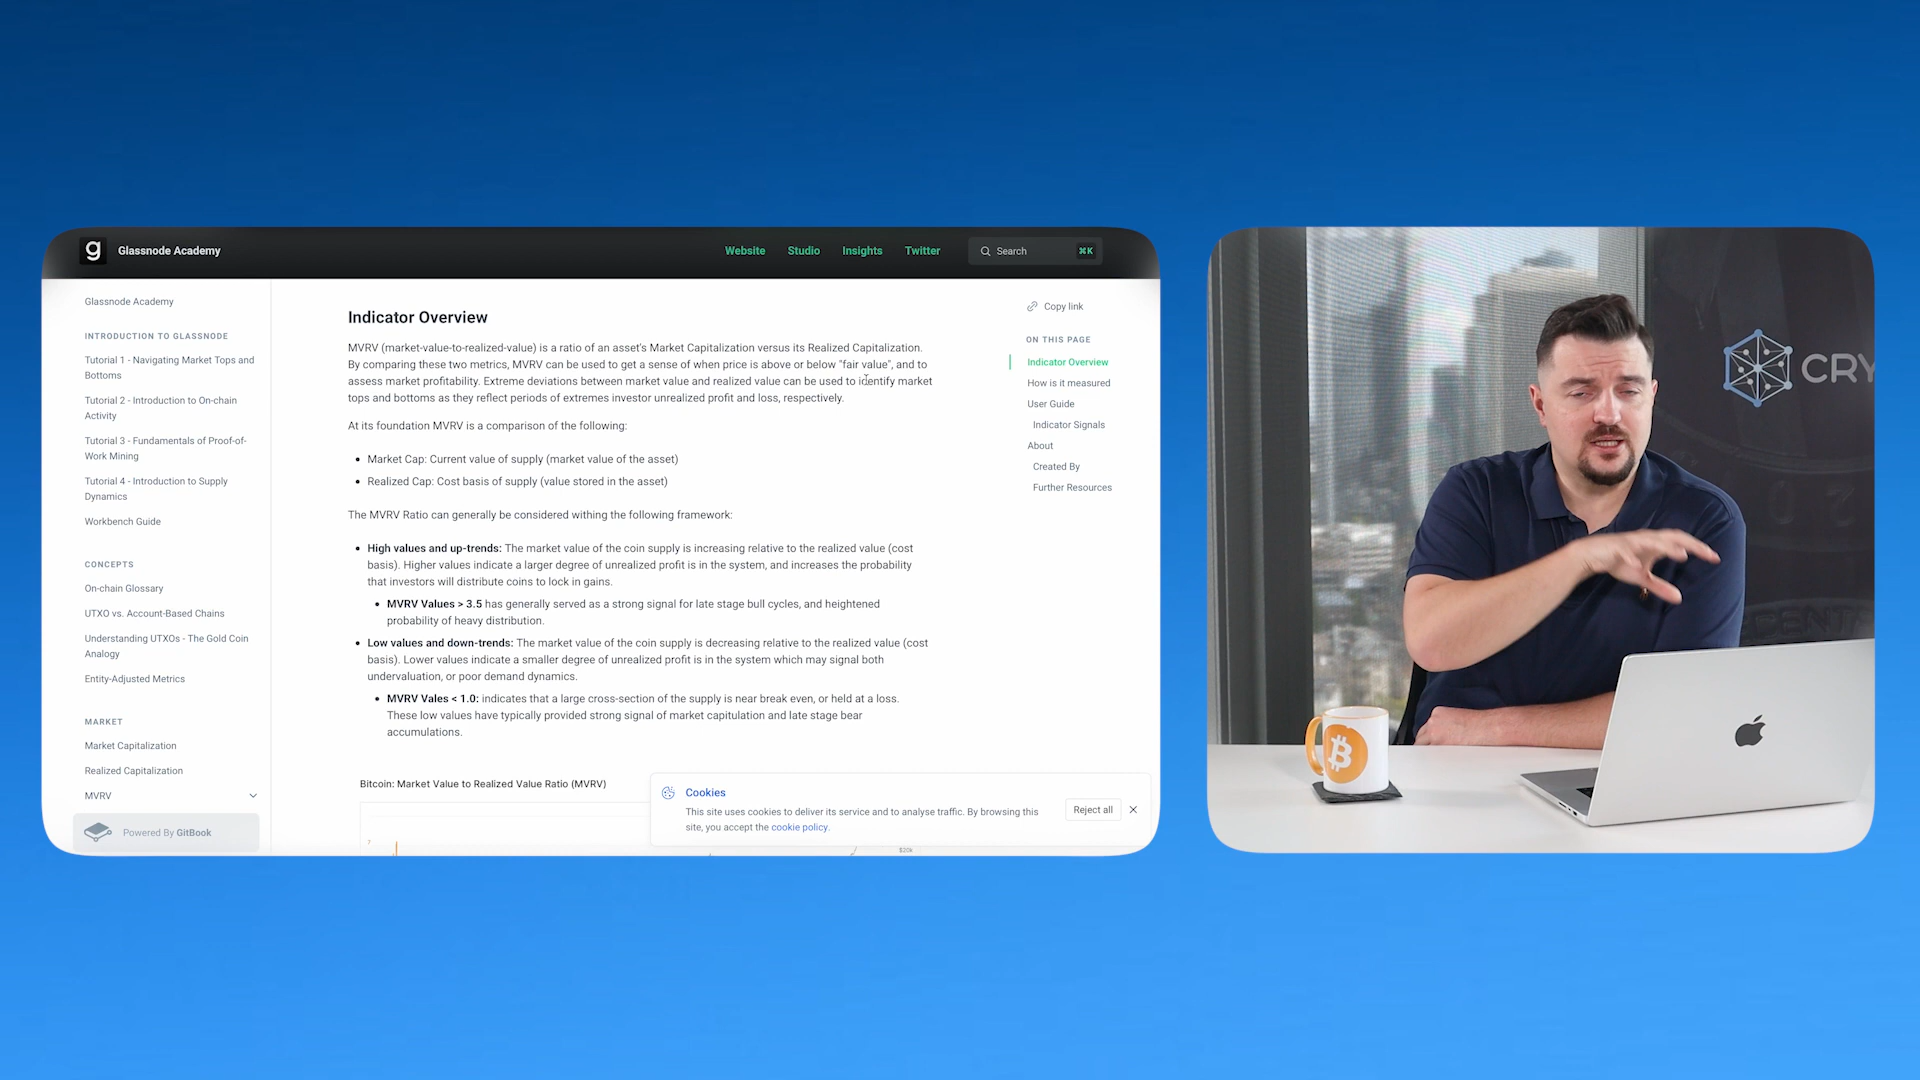 g
Glassnode Academy
Website
Studio
Insights
Twitter
Search
⌘K
Glassnode Academy
INTRODUCTION TO GLASSNODE
Tutorial 1 - Navigating Market Tops and
Bottoms
Tutorial 2 - Introduction to On-chain
Activity
Tutorial 3 - Fundamentals of Proof-of-
Work Mining
Tutorial 4 - Introduction to Supply
Dynamics
Workbench Guide
CONCEPTS
On-chain Glossary
UTXO vs. Account-Based Chains
Understanding UTXOs - The Gold Coin
Analogy
Entity-Adjusted Metrics
MARKET
Market Capitalization
Realized Capitalization
MVRV
Powered By GitBook
Indicator Overview
MVRV (market-value-to-realized-value) is a ratio of an asset's Market Capitalization versus its Realized Capitalization.
By comparing these two metrics, MVRV can be used to get a sense of when price is above or below "fair value", and to
assess market profitability. Extreme deviations between market value and realized value can be used to identify market
tops and bottoms as they reflect periods of extremes investor unrealized profit and loss, respectively.
At its foundation MVRV is a comparison of the following:
• Market Cap: Current value of supply (market value of the asset)
• Realized Cap: Cost basis of supply (value stored in the asset)
The MVRV Ratio can generally be considered withing the following framework:
• High values and up-trends: The market value of the coin supply is increasing relative to the realized value (cost
basis). Higher values indicate a larger degree of unrealized profit is in the system, and increases the probability
that investors will distribute coins to lock in gains.
• MVRV Values > 3.5 has generally served as a strong signal for late stage bull cycles, and heightened
probability of heavy distribution.
• Low values and down-trends: The market value of the coin supply is decreasing relative to the realized value (cost
basis). Lower values indicate a smaller degree of unrealized profit is in the system which may signal both
undervaluation, or poor demand dynamics.
• MVRV Vales < 1.0: indicates that a large cross-section of the supply is near break even, or held at a loss.
These low values have typically provided strong signal of market capitulation and late stage bear
accumulations.
Bitcoin: Market Value to Realized Value Ratio (MVRV)
7
$20k
Cookies
This site uses cookies to deliver its service and to analyse traffic. By browsing this
site, you accept the cookie policy.
Reject all
Copy link
ON THIS PAGE
Indicator Overview
How is it measured
User Guide
Indicator Signals
About
Created By
Further Resources
CRY